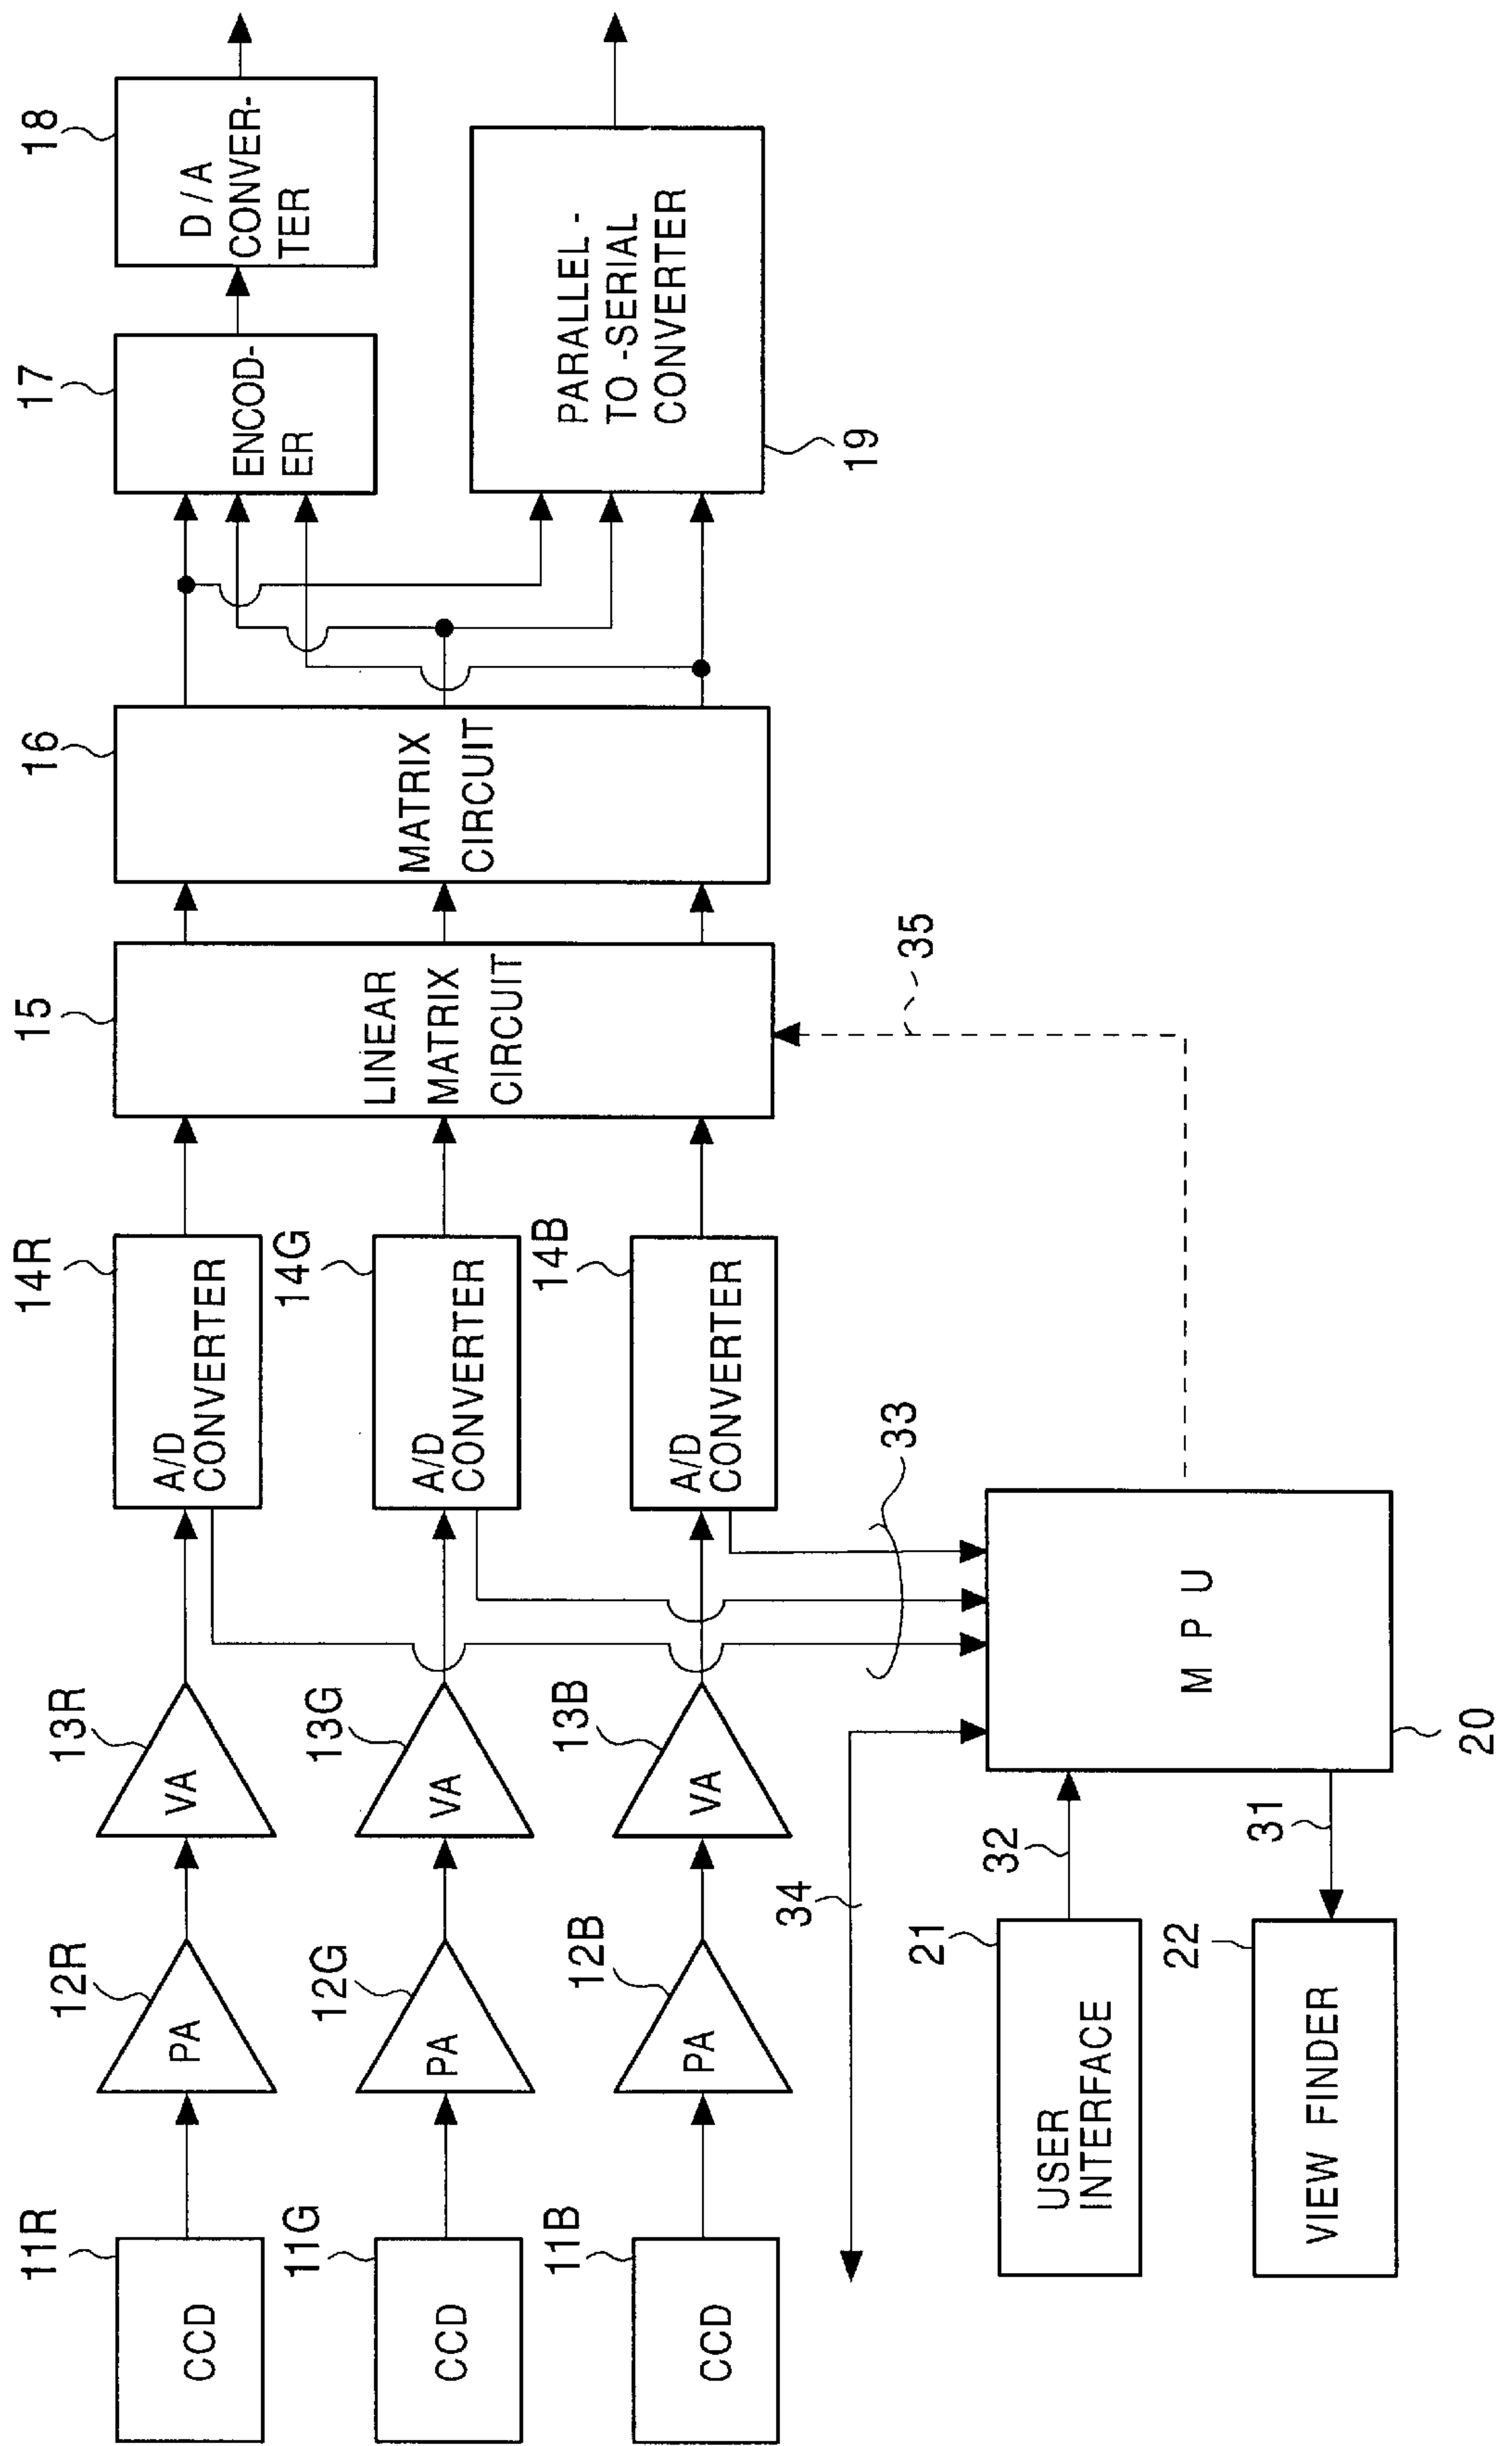 11R
CCD
12R
PA
13R
VA
14R
A/D
CONVERTER
15
LINEAR
MATRIX
CIRCUIT
16
MATRIX
CIRCUIT
17
ENCOD-
ER
18
D/A
CONVER-
TER
11G
CCD
12G
PA
13G
VA
14G
A/D
CONVERTER
11B
CCD
12B
PA
13B
VA
14B
A/D
CONVERTER
PARALLEL-
TO-SERIAL
CONVERTER
19
34
33
35
21
USER
INTERFACE
32
MPU
20
22
VIEW FINDER
31